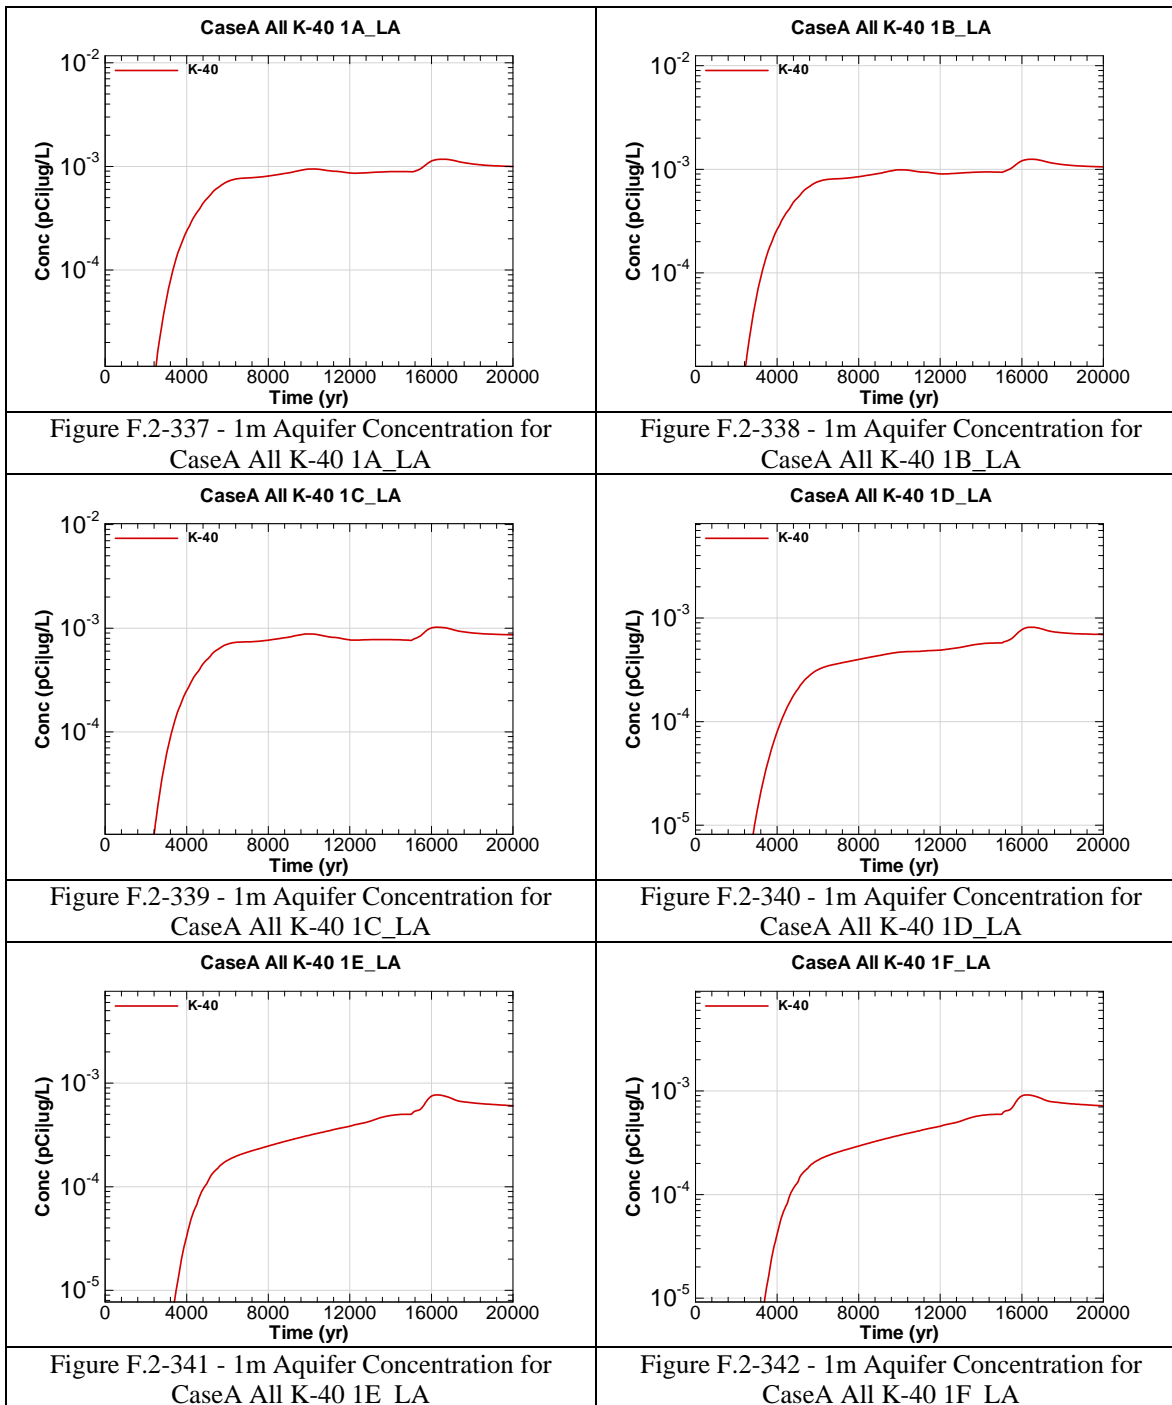 CaseA All K-40 1A_LA
K-40
10-2
10-3
10-4
Conc (pCi|ug/L)
0 4000 8000 12000 16000 20000
Time (yr)
Figure F.2-337 - 1m Aquifer Concentration for
CaseA All K-40 1A_LA
CaseA All K-40 1B_LA
K-40
10-2
10-3
10-4
Conc (pCi|ug/L)
0 4000 8000 12000 16000 20000
Time (yr)
Figure F.2-338 - 1m Aquifer Concentration for
CaseA All K-40 1B_LA
CaseA All K-40 1C_LA
K-40
10-2
10-3
10-4
Conc (pCi|ug/L)
0 4000 8000 12000 16000 20000
Time (yr)
Figure F.2-339 - 1m Aquifer Concentration for
CaseA All K-40 1C_LA
CaseA All K-40 1D_LA
K-40
10-3
10-4
10-5
Conc (pCi|ug/L)
0 4000 8000 12000 16000 20000
Time (yr)
Figure F.2-340 - 1m Aquifer Concentration for
CaseA All K-40 1D_LA
CaseA All K-40 1E_LA
K-40
10-3
10-4
10-5
Conc (pCi|ug/L)
0 4000 8000 12000 16000 20000
Time (yr)
Figure F.2-341 - 1m Aquifer Concentration for
CaseA All K-40 1E_LA
CaseA All K-40 1F_LA
K-40
10-3
10-4
10-5
Conc (pCi|ug/L)
0 4000 8000 12000 16000 20000
Time (yr)
Figure F.2-342 - 1m Aquifer Concentration for
CaseA All K-40 1F_LA